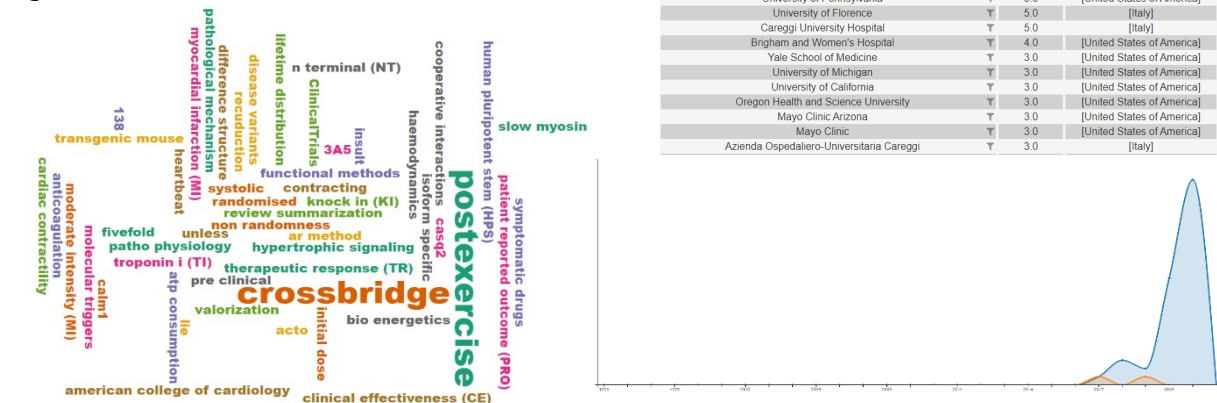 pathological mechanism
myocardial infarction (MI)
difference structure
disease variants
recuduction
lifetime distribution
n terminal (NT)
ClinicalTrials
3A5
insult
cooperative interactions
haemodynamics
human pluripotent stem (HPS)
slow myosin
138
transgenic mouse
heartbeat
functional methods
systolic
contracting
randomised
knock in (KI)
review summarization
non randomness
isoform specific
casq2
postexercise
patient reported outcome (PRO)
symptomatic drugs
cardiac contractility
anticoagulation
moderate intensity (MI)
molecular triggers
calm1
fivefold
unless
ar method
patho physiology
hypertrophic signaling
troponin i (TI)
therapeutic response (TR)
atp consumption
pre clinical
crossbridge
valorization
lie
acto
initial dose
bio energetics
american college of cardiology
clinical effectiveness (CE)
University of Florence 5.0 [Italy]
Careggi University Hospital 5.0 [Italy]
Brigham and Women's Hospital 4.0 [United States of America]
Yale School of Medicine 3.0 [United States of America]
University of Michigan 3.0 [United States of America]
University of California 3.0 [United States of America]
Oregon Health and Science University 3.0 [United States of America]
Mayo Clinic Arizona 3.0 [United States of America]
Mayo Clinic 3.0 [United States of America]
Azienda Ospedaliero-Universitaria Careggi 3.0 [Italy]